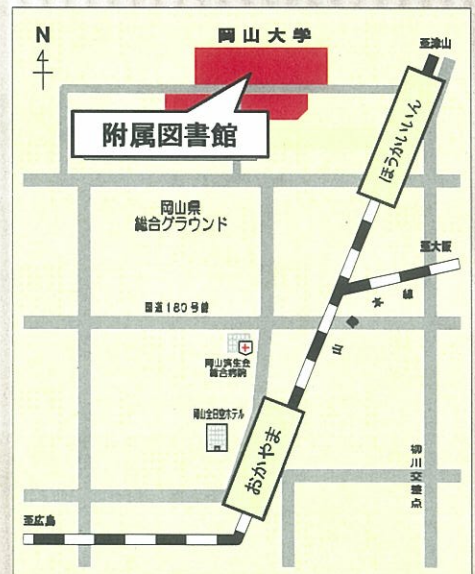 N
岡山大学
至津山
附属図書館
ほうかいいん
岡山県
総合グラウンド
至大阪
国道180号線
山本線
岡山済生会
総合病院
岡山全日空ホテル
おかやま
柳川交差点
至広島